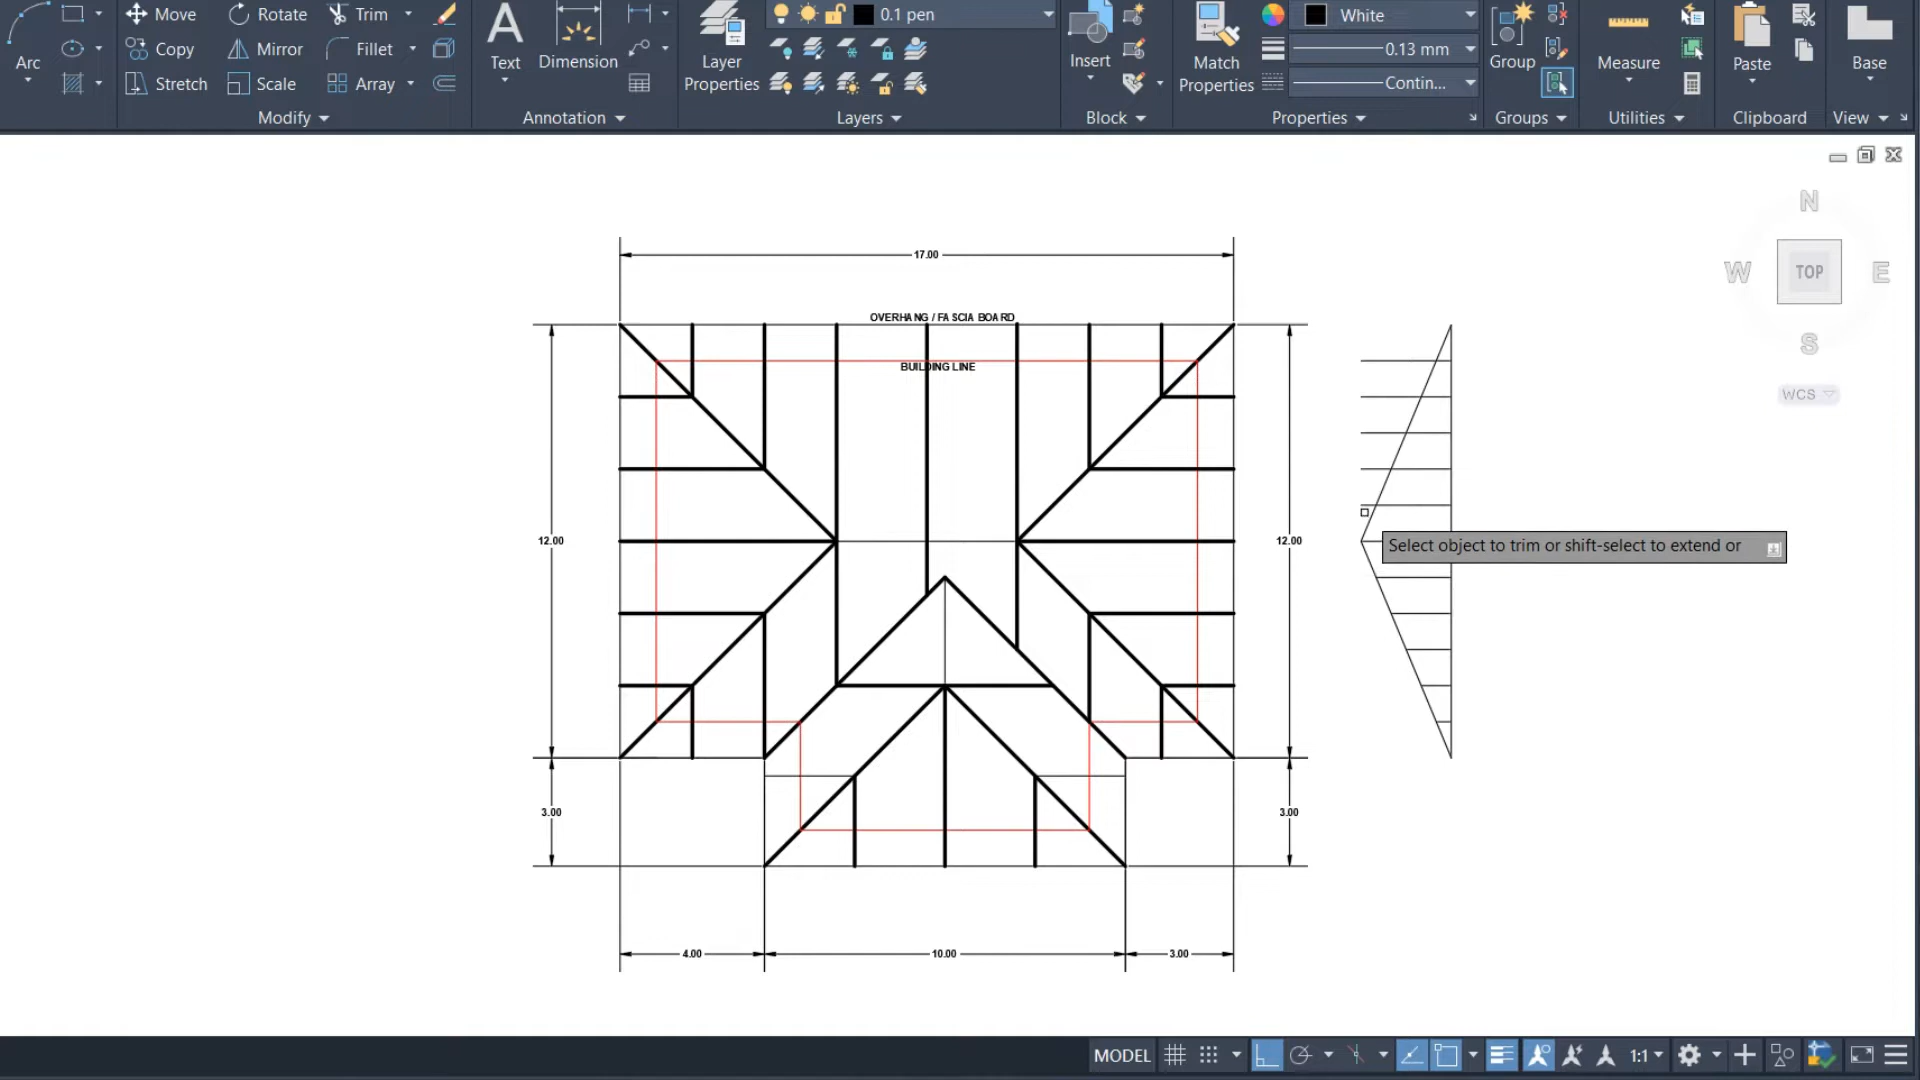 Move Rotate Trim 0.1 pen White
Arc Copy Mirror Fillet Text Dimension Layer Properties Insert Match Properties 0.13 mm Group Measure Paste Base
Stretch Scale Array Contin...
Modify Annotation Layers Block Properties Groups Utilities Clipboard View
N
W TOP E
S
WCS
17.00
OVERHANG / FASCIA BOARD
BUILDING LINE
12.00 12.00
Select object to trim or shift-select to extend or
3.00 3.00
4.00 10.00 3.00
MODEL 1:1